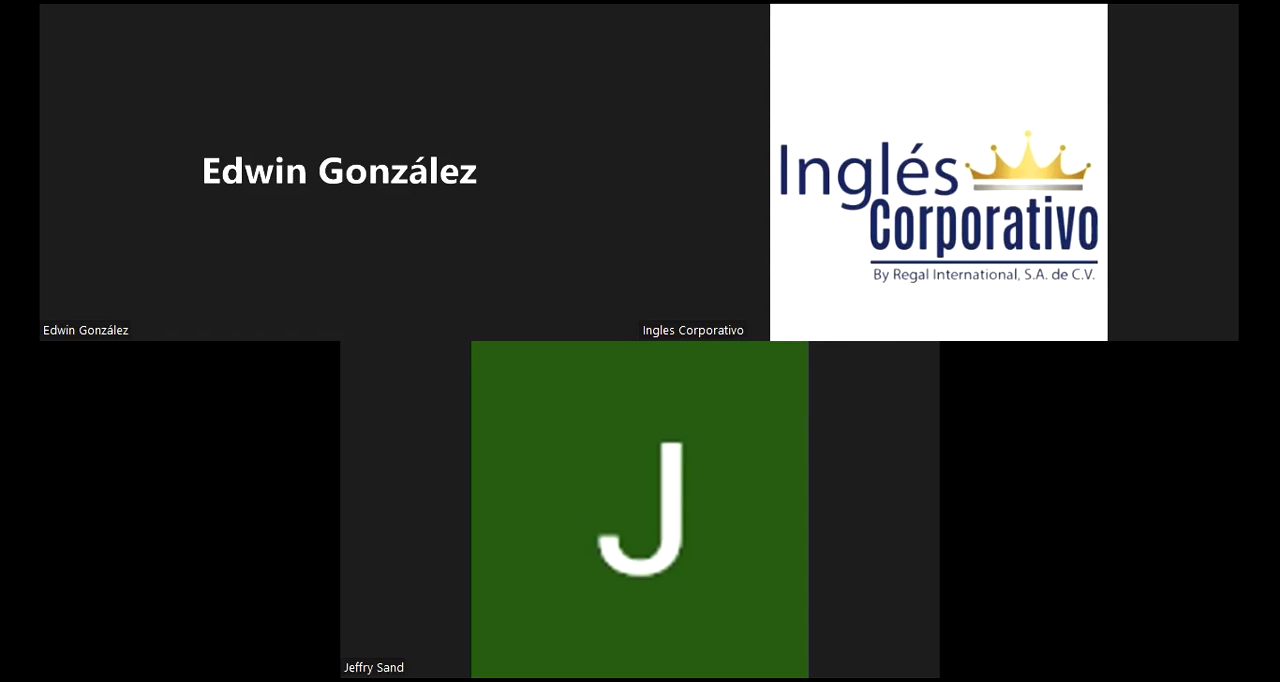 Edwin González
Edwin González
Inglés
Corporativo
By Regal International, S.A. de C.V.
Ingles Corporativo
J
Jeffry Sand